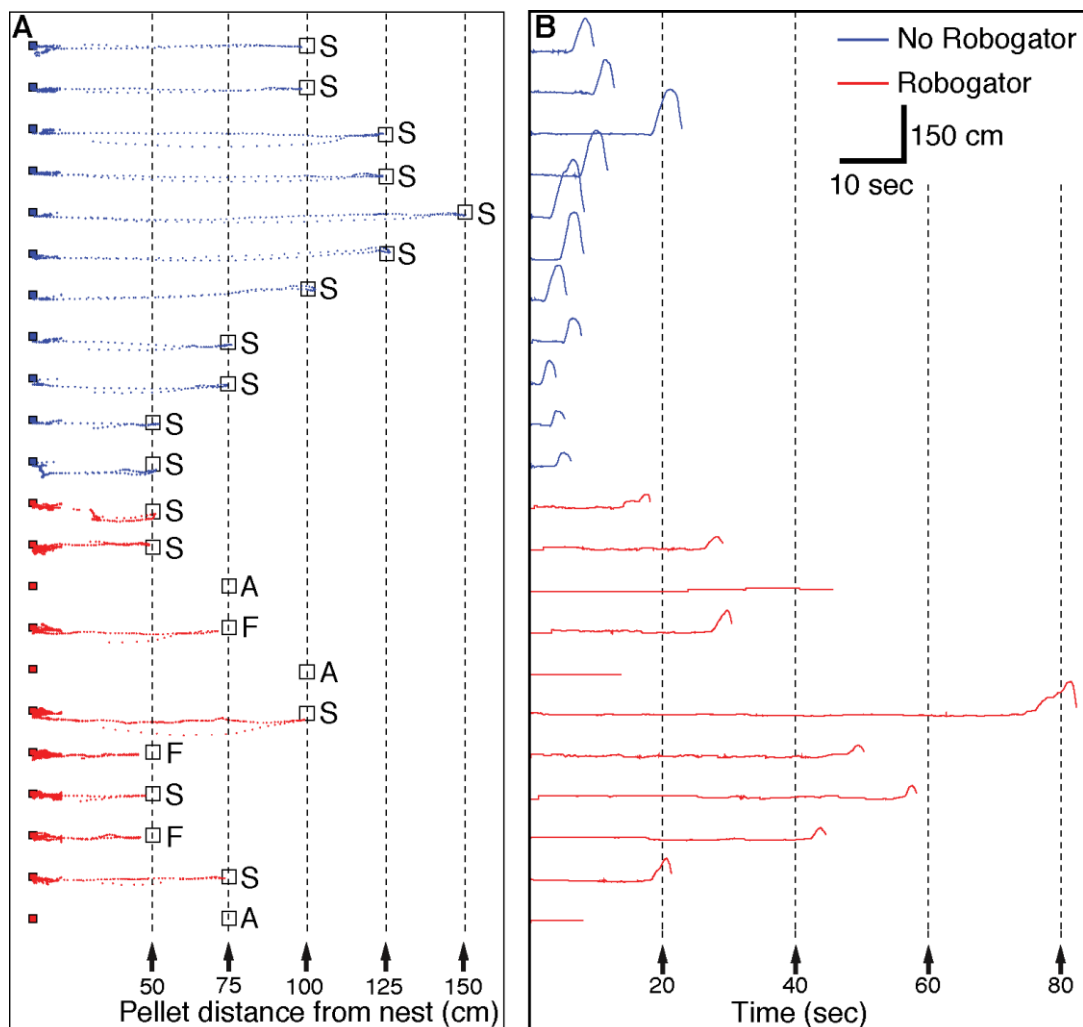 A
S
S
S
S
S
S
S
S
S
S
S
S
S
A
F
A
S
F
S
F
S
A
50 75 100 125 150
Pellet distance from nest (cm)
B
No Robogator
Robogator
150 cm
10 sec
20 40 60 80
Time (sec)